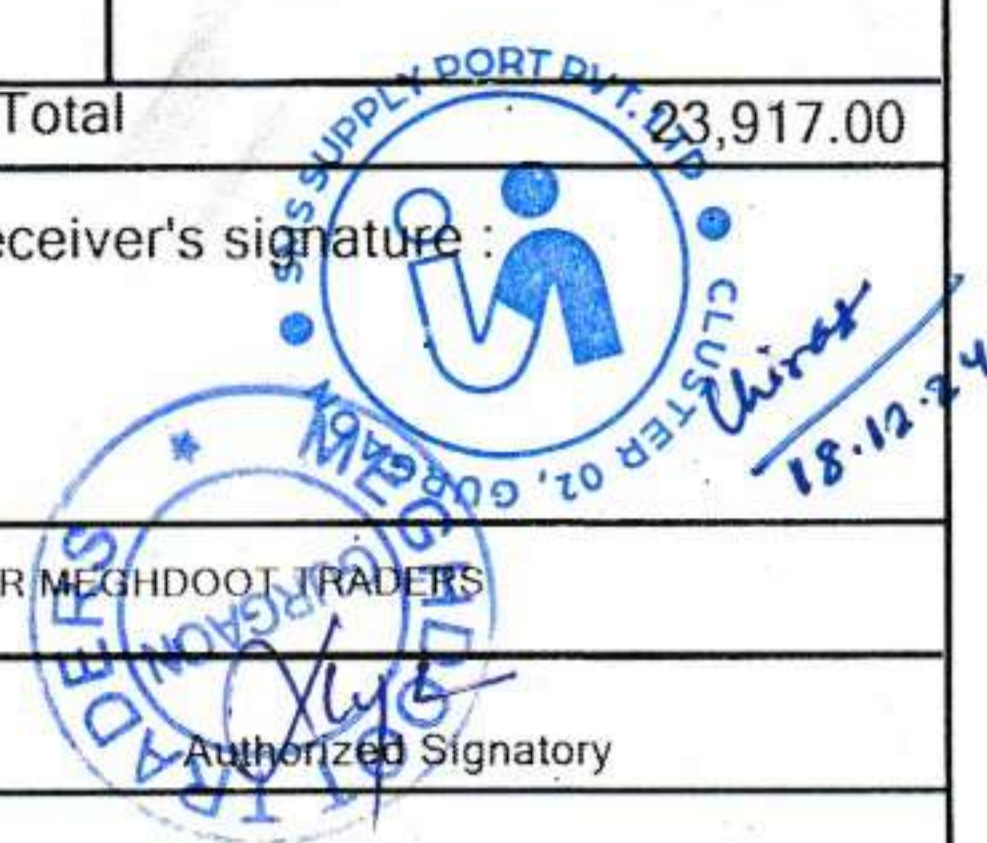 Total 23,917.00
SUPPLY PORT PVT. LTD
CLUSTER 02, GURGAON
eceiver's signature :
Chirag
18.12.24
R MEGHDOOT TRADERS
MEGHDOOT TRADERS
GURGAON
Authorized Signatory